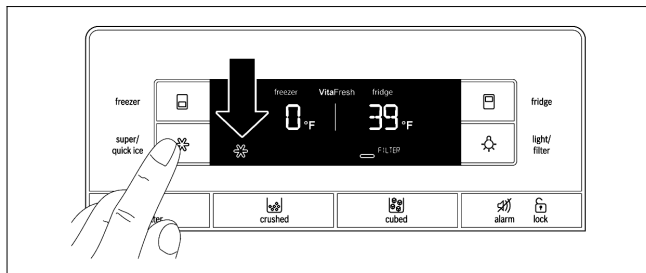 freezer
super/
quick ice
freezer VitaFresh fridge
0 °F 39 °F
FILTER
fridge
light/
filter
crushed
cubed
alarm
lock